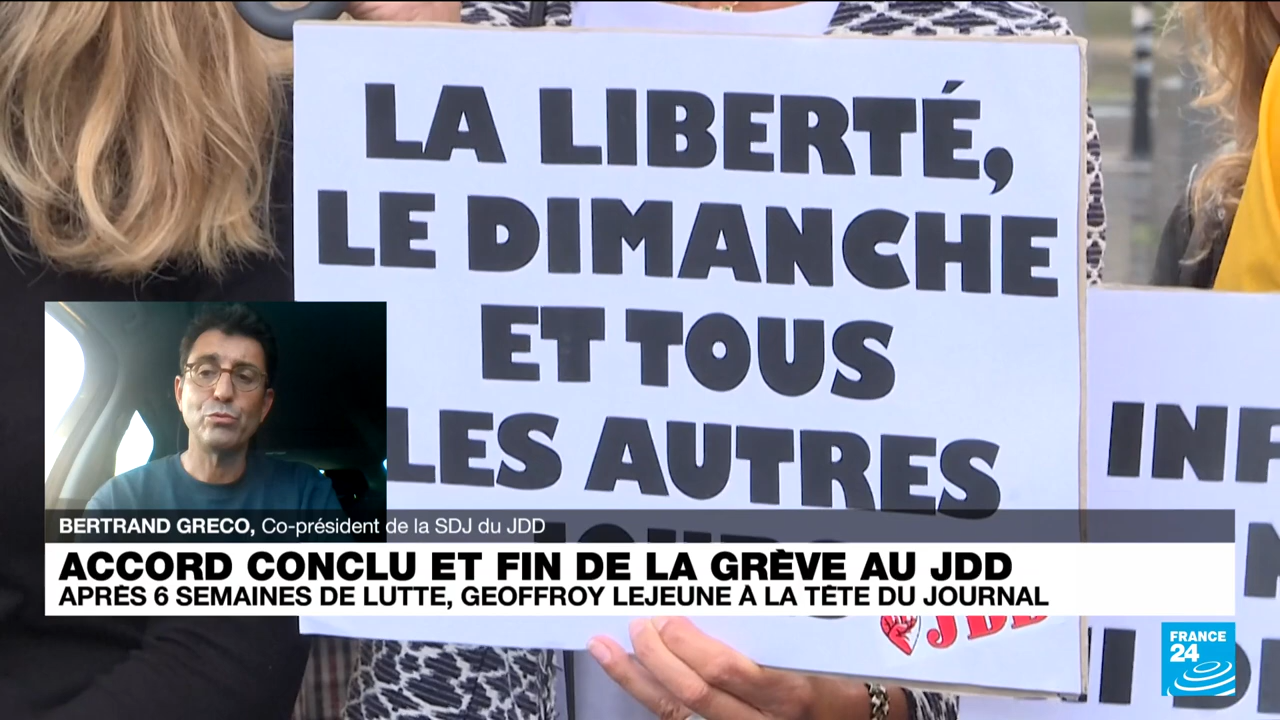 LA LIBERTÉ,
LE DIMANCHE
ET TOUS
LES AUTRES
JDD
INF
BERTRAND GRECO, Co-président de la SDJ du JDD
ACCORD CONCLU ET FIN DE LA GRÈVE AU JDD
APRÈS 6 SEMAINES DE LUTTE, GEOFFROY LEJEUNE À LA TÊTE DU JOURNAL
FRANCE
24